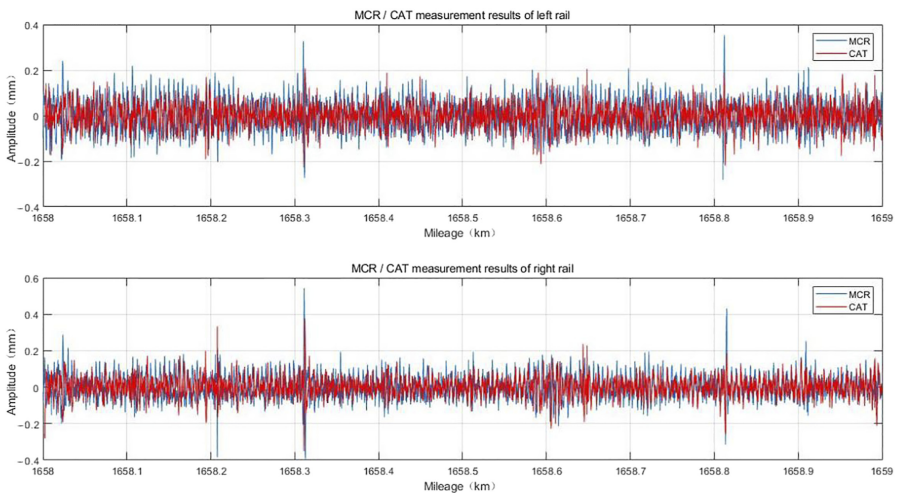 MCR / CAT measurement results of left rail
0.4
MCR
CAT
0.2
0
−0.2
−0.4
Amplitude（mm）
1658 1658.1 1658.2 1658.3 1658.4 1658.5 1658.6 1658.7 1658.8 1658.9 1659
Mileage（km）
MCR / CAT measurement results of right rail
0.6
MCR
CAT
0.4
0.2
0
−0.2
−0.4
Amplitude（mm）
1658 1658.1 1658.2 1658.3 1658.4 1658.5 1658.6 1658.7 1658.8 1658.9 1659
Mileage（km）